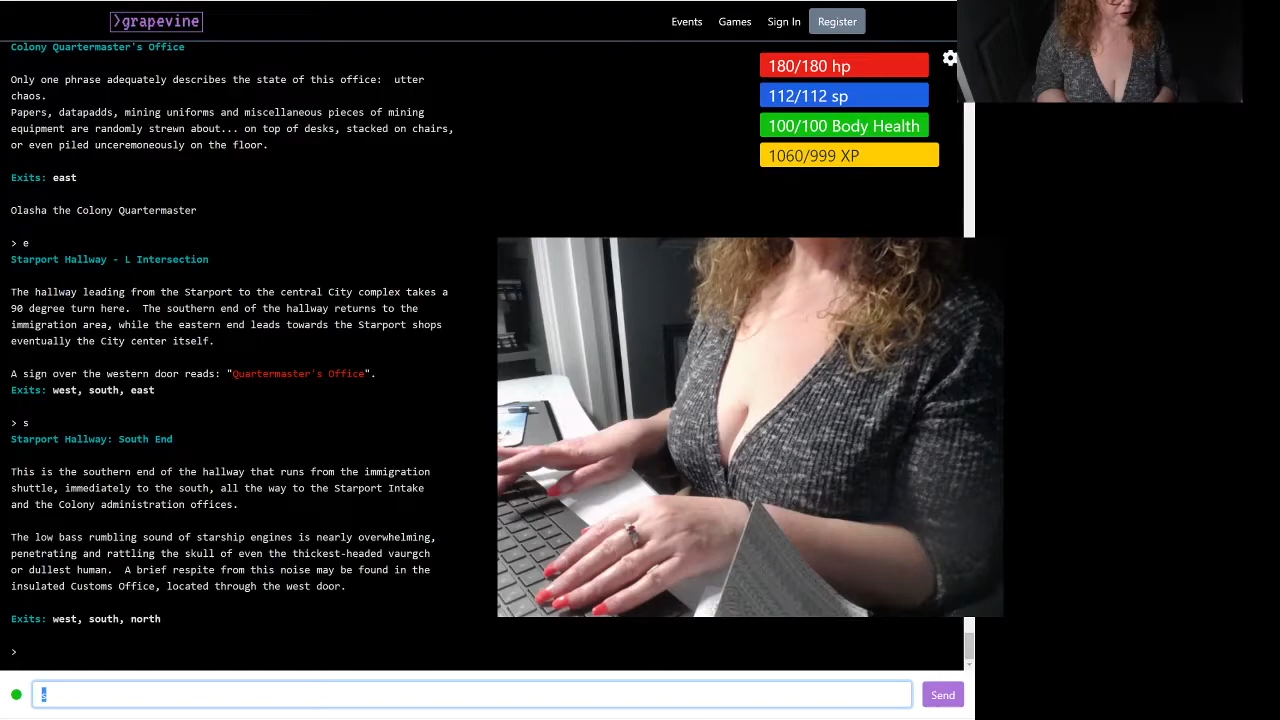 >grapevine
Events Games Sign In Register
Colony Quartermaster's Office
180/180 hp
112/112 sp
100/100 Body Health
1060/999 XP
Only one phrase adequately describes the state of this office:  utter
chaos.
Papers, datapadds, mining uniforms and miscellaneous pieces of mining
equipment are randomly strewn about... on top of desks, stacked on chairs,
or even piled unceremoneously on the floor.
Exits: east
Olasha the Colony Quartermaster
> e
Starport Hallway - L Intersection
The hallway leading from the Starport to the central City complex takes a
90 degree turn here.  The southern end of the hallway returns to the
immigration area, while the eastern end leads towards the Starport shops
eventually the City center itself.
A sign over the western door reads: "Quartermaster's Office".
Exits: west, south, east
> s
Starport Hallway: South End
This is the southern end of the hallway that runs from the immigration
shuttle, immediately to the south, all the way to the Starport Intake
and the Colony administration offices.
The low bass rumbling sound of starship engines is nearly overwhelming,
penetrating and rattling the skull of even the thickest-headed vaurgch
or dullest human.  A brief respite from this noise may be found in the
insulated Customs Office, located through the west door.
Exits: west, south, north
>
s
Send